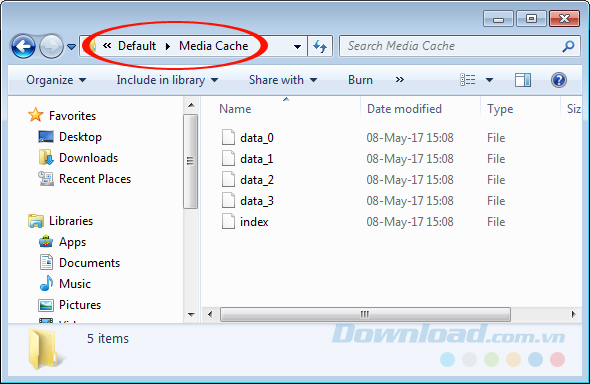 « Default ▸ Media Cache
Search Media Cache
Organize Include in library Share with Burn »
Name Date modified Type Siz
Favorites
Desktop
Downloads
Recent Places
Libraries
Apps
Documents
Music
Pictures
data_0 08-May-17 15:08 File
data_1 08-May-17 15:08 File
data_2 08-May-17 15:08 File
data_3 08-May-17 15:08 File
index 08-May-17 15:08 File
5 items
Download.com.vn